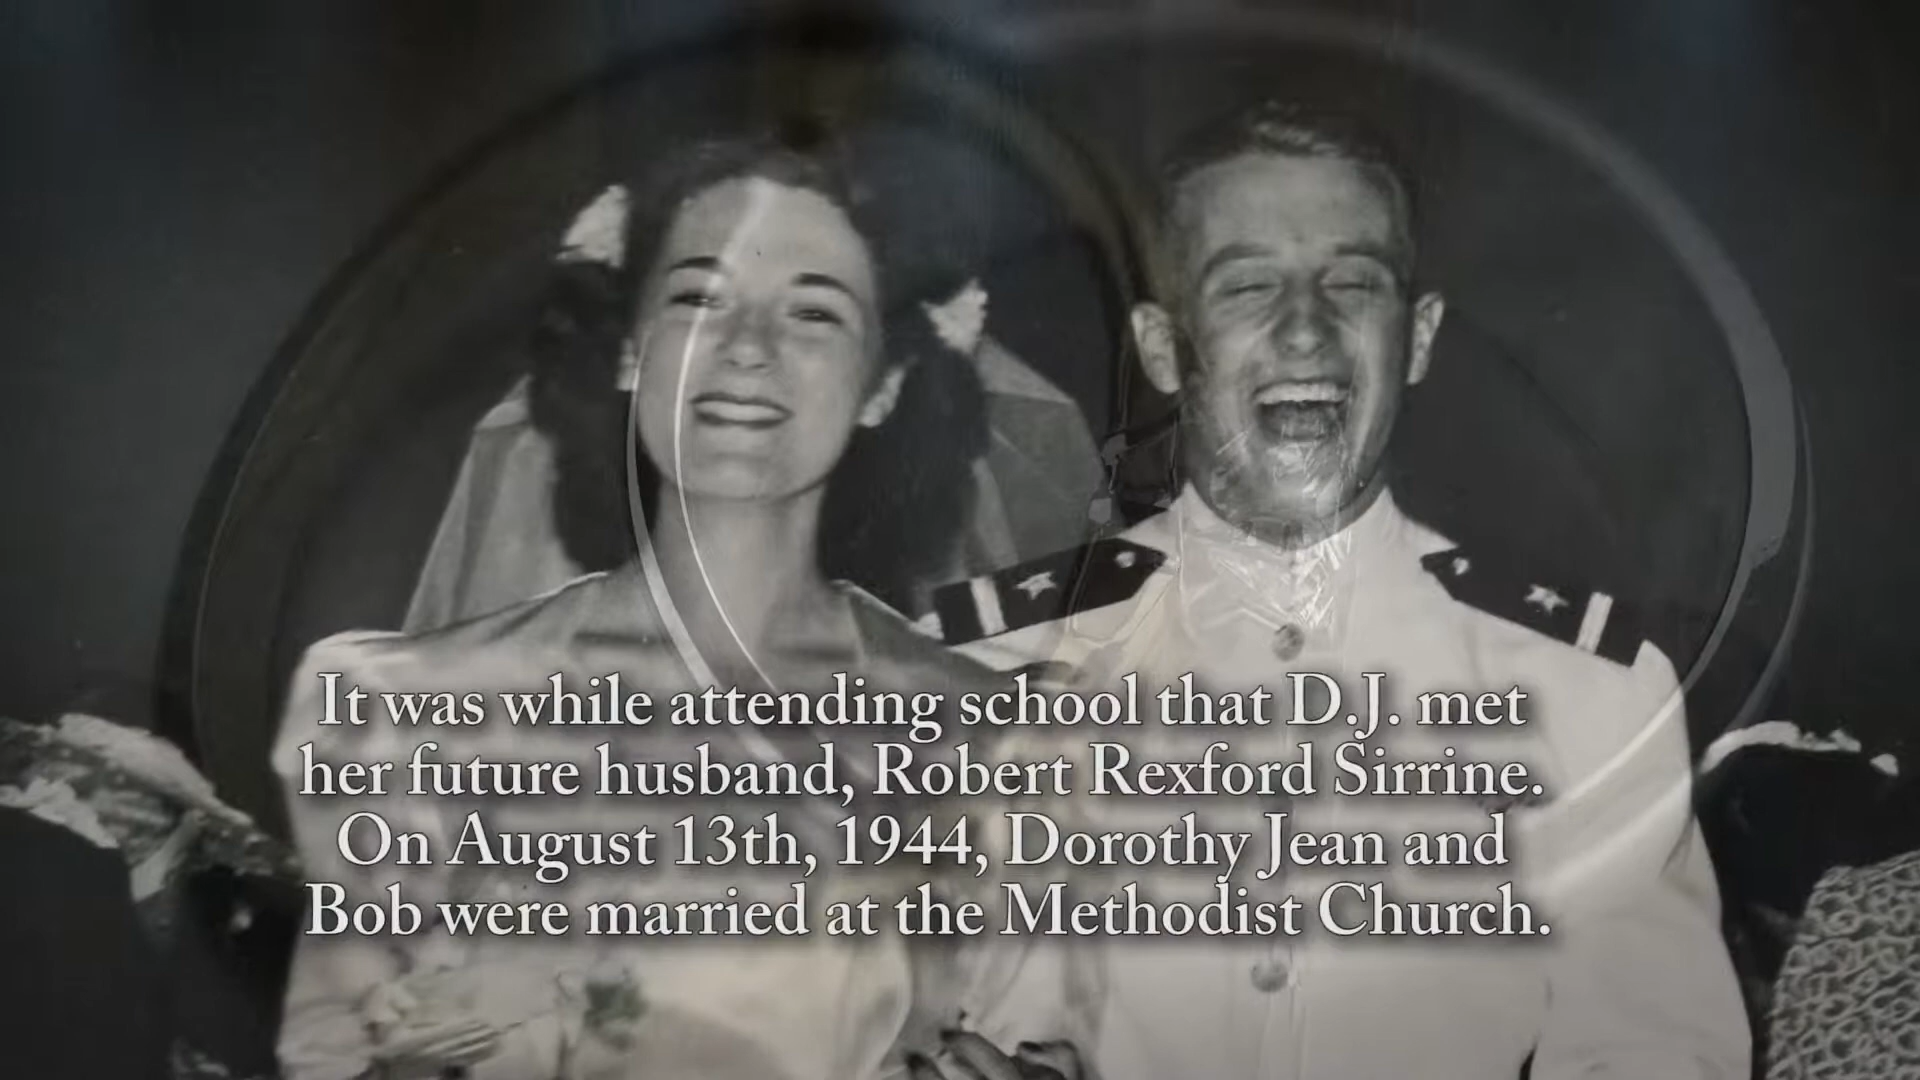 It was while attending school that D.J. met
her future husband, Robert Rexford Sirrine.
On August 13th, 1944, Dorothy Jean and
Bob were married at the Methodist Church.